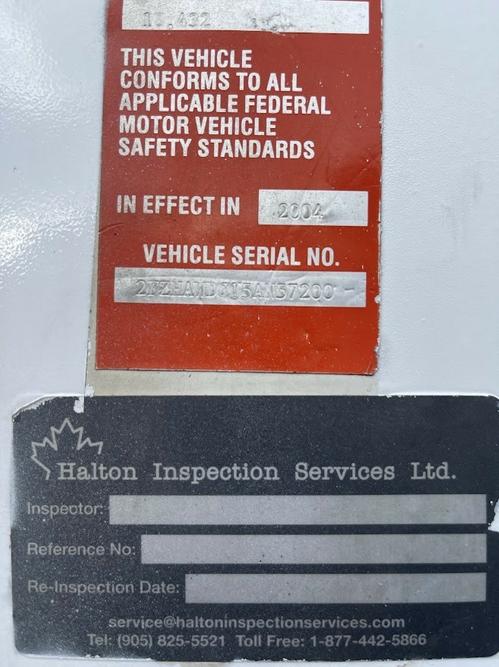 THIS VEHICLE
CONFORMS TO ALL
APPLICABLE FEDERAL
MOTOR VEHICLE
SAFETY STANDARDS
IN EFFECT IN 2004
VEHICLE SERIAL NO.
Halton Inspection Services Ltd.
Inspector:
Reference No:
Re-Inspection Date:
service@haltoninspectionservices.com
Tel: (905) 825-5521 Toll Free: 1-877-442-5866